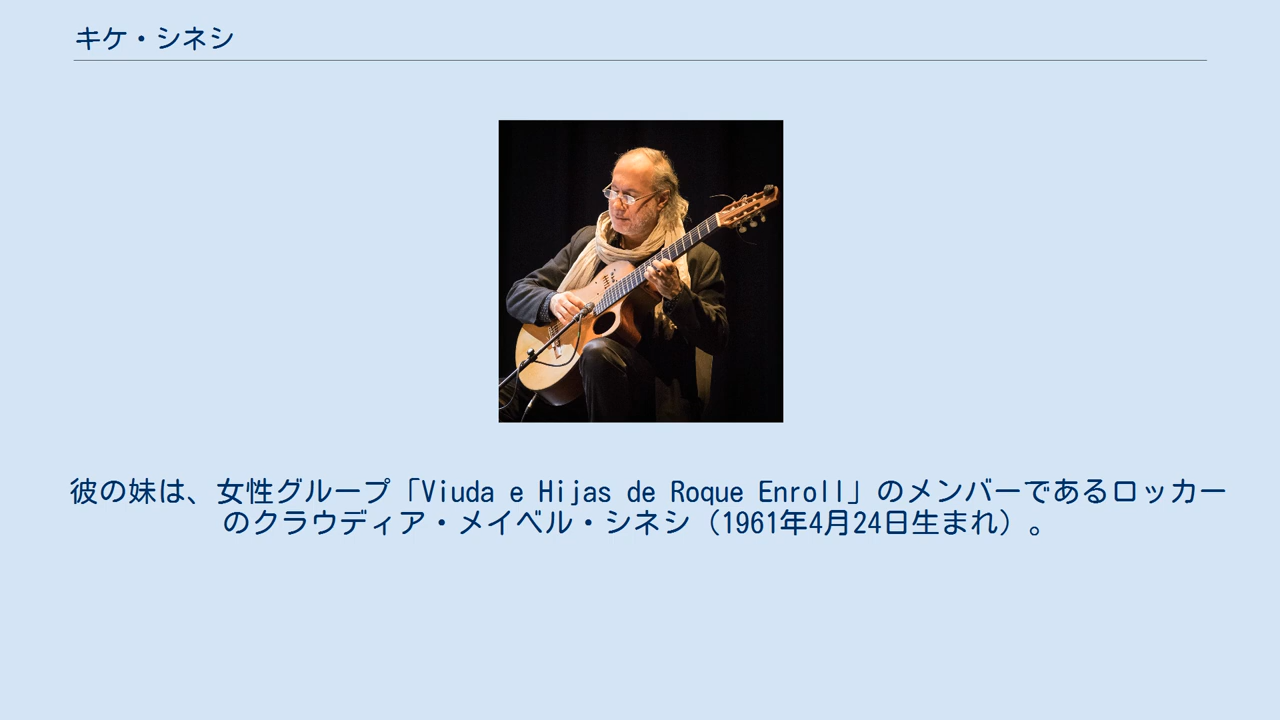 キケ・シネシ
彼の妹は、女性グループ「Viuda e Hijas de Roque Enroll」のメンバーであるロッカー
のクラウディア・メイベル・シネシ（1961年4月24日生まれ）。